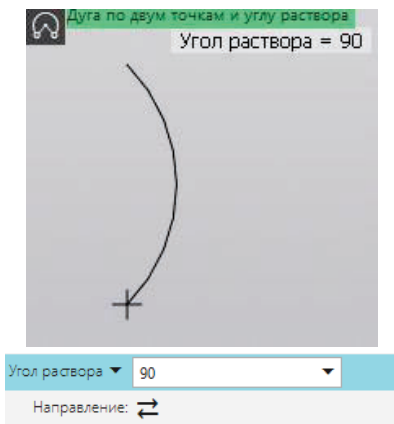 Дуга по двум точкам и углу раствора
Угол раствора = 90
Угол раствора 90
Направление: